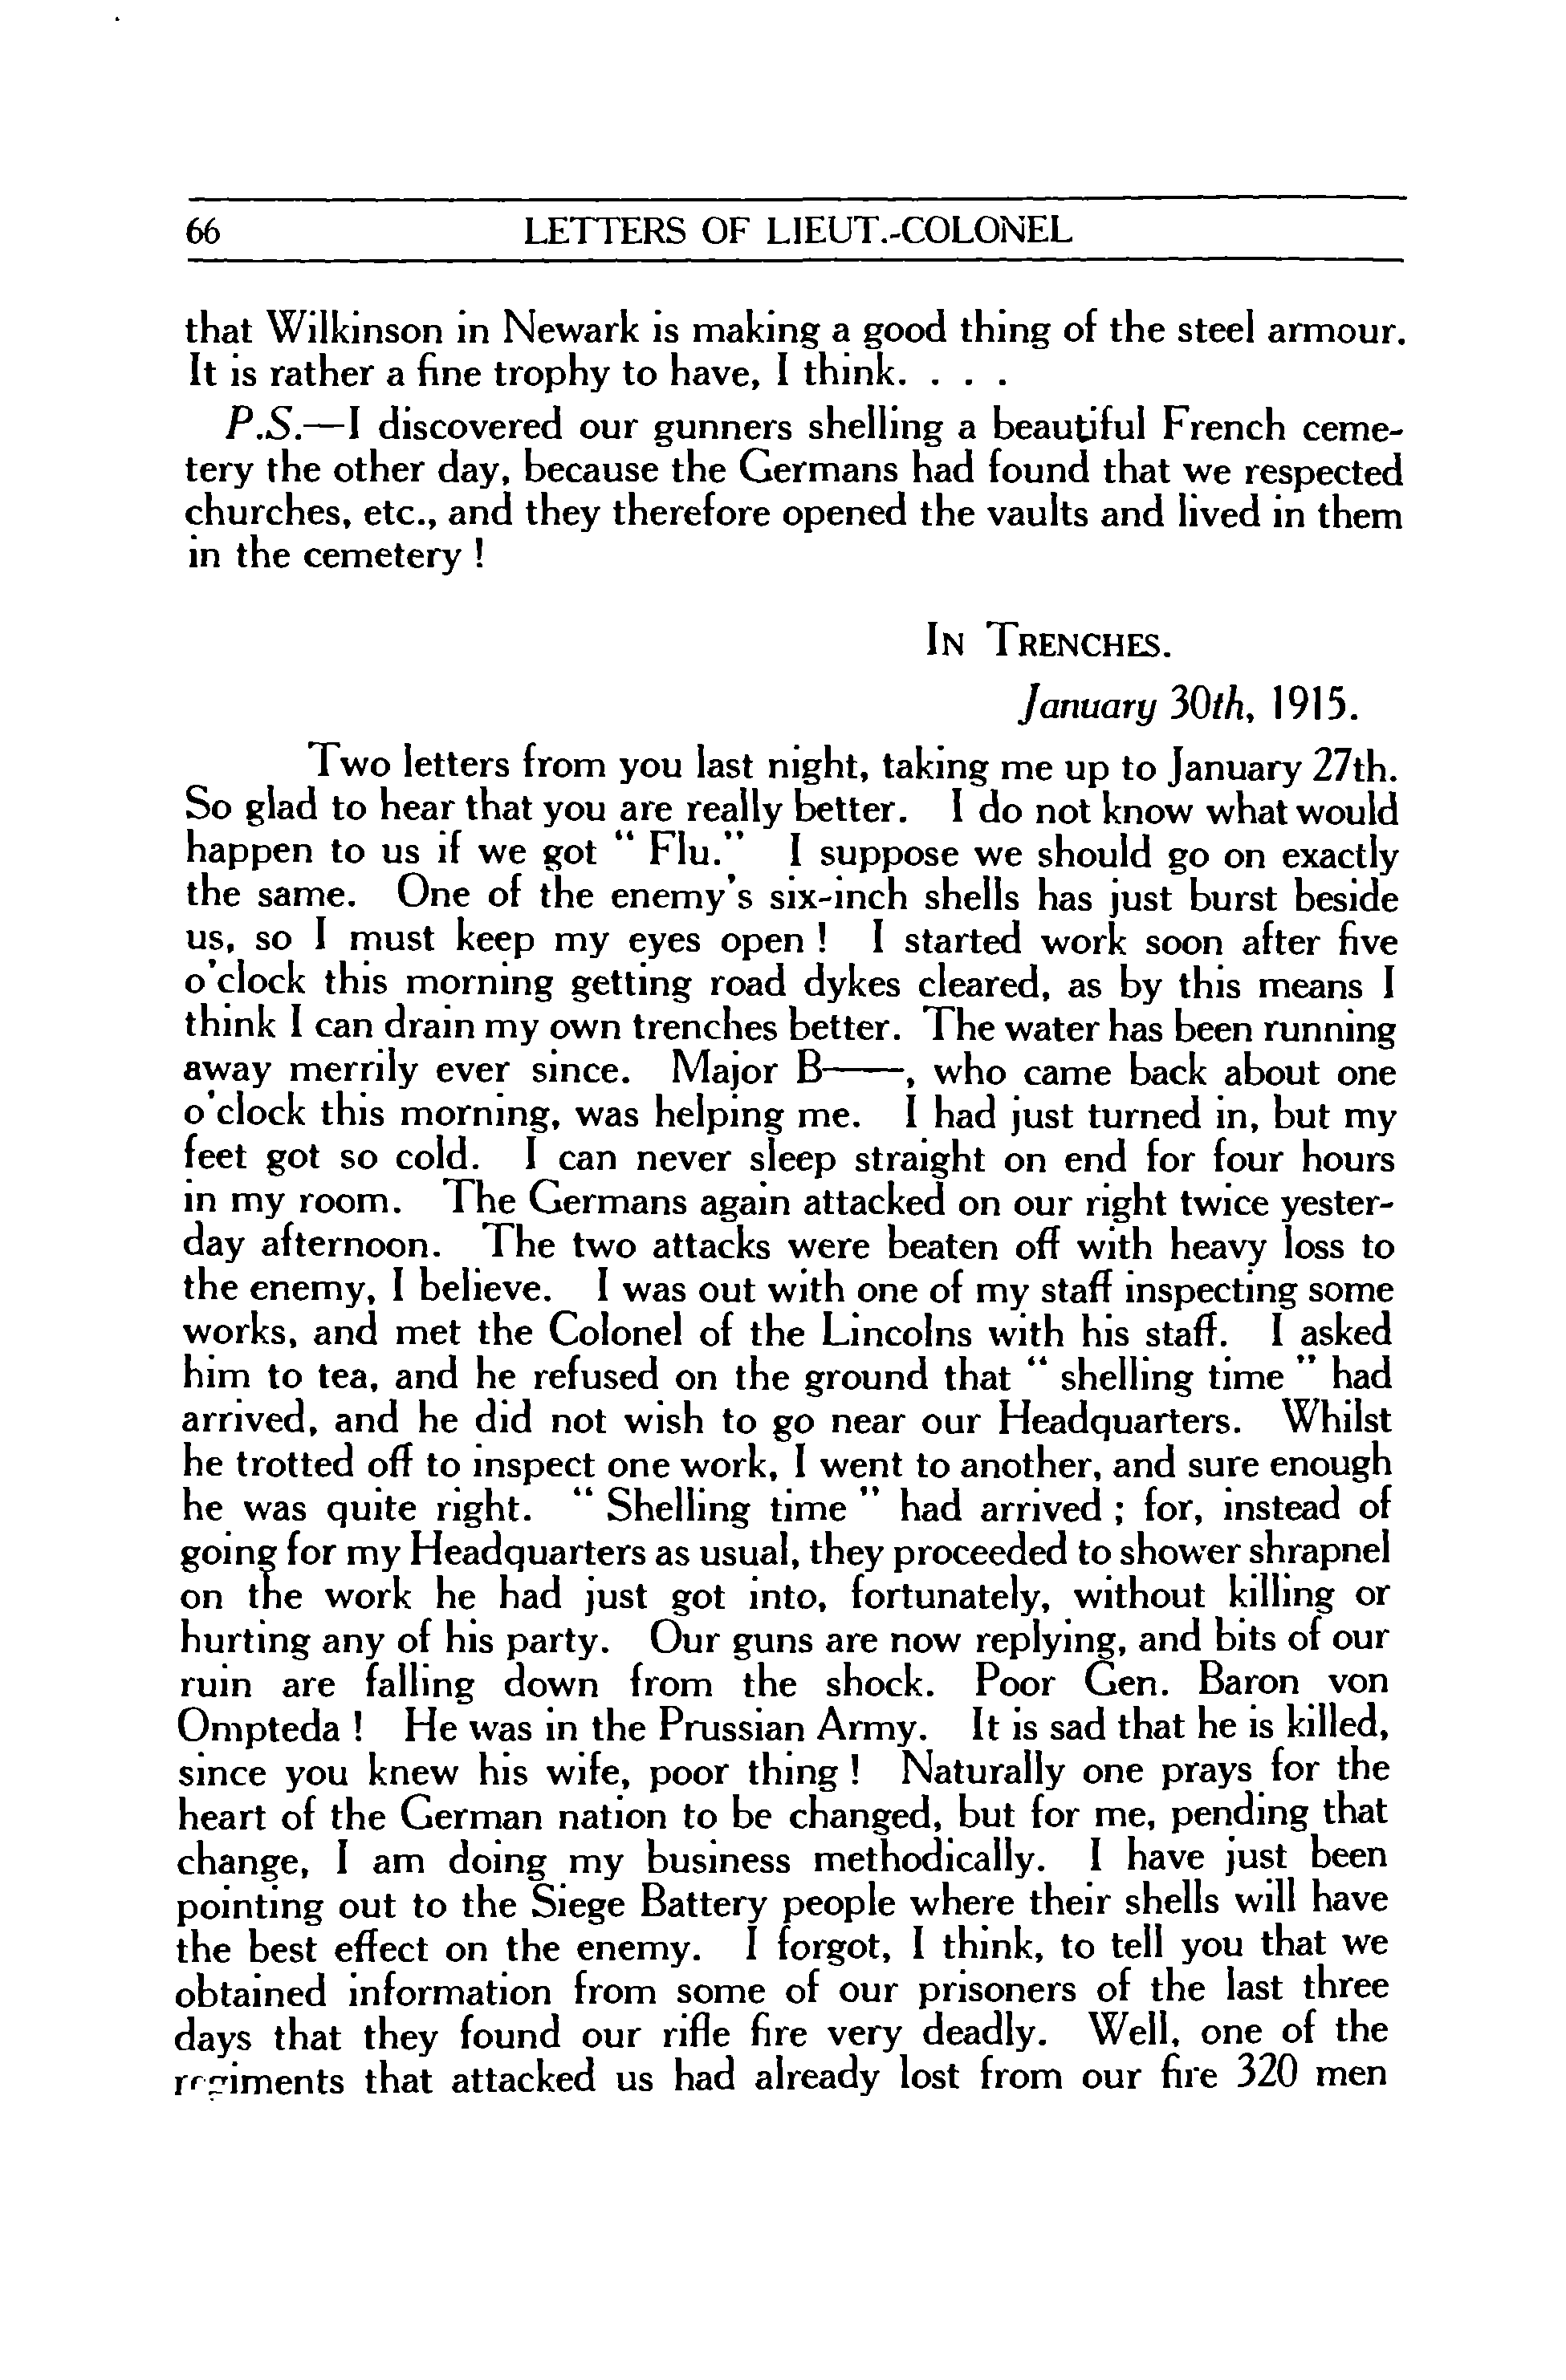 66 LETTERS OF LIEUT.-COLONEL
that Wilkinson in Newark is making a good thing of the steel armour.
It is rather a fine trophy to have, I think. . . .
P.S.—I discovered our gunners shelling a beautiful French ceme-
tery the other day, because the Germans had found that we respected
churches, etc., and they therefore opened the vaults and lived in them
in the cemetery !
IN TRENCHES.
January 30th, 1915.
Two letters from you last night, taking me up to January 27th.
So glad to hear that you are really better. I do not know what would
happen to us if we got “ Flu.” I suppose we should go on exactly
the same. One of the enemy's six-inch shells has just burst beside
us, so I must keep my eyes open ! I started work soon after five
o'clock this morning getting road dykes cleared, as by this means I
think I can drain my own trenches better. The water has been running
away merrily ever since. Major B——, who came back about one
o'clock this morning, was helping me. I had just turned in, but my
feet got so cold. I can never sleep straight on end for four hours
in my room. The Germans again attacked on our right twice yester-
day afternoon. The two attacks were beaten off with heavy loss to
the enemy, I believe. I was out with one of my staff inspecting some
works, and met the Colonel of the Lincolns with his staff. I asked
him to tea, and he refused on the ground that “ shelling time ” had
arrived, and he did not wish to go near our Headquarters. Whilst
he trotted off to inspect one work, I went to another, and sure enough
he was quite right. “ Shelling time ” had arrived ; for, instead of
going for my Headquarters as usual, they proceeded to shower shrapnel
on the work he had just got into, fortunately, without killing or
hurting any of his party. Our guns are now replying, and bits of our
ruin are falling down from the shock. Poor Gen. Baron von
Ompteda ! He was in the Prussian Army. It is sad that he is killed,
since you knew his wife, poor thing ! Naturally one prays for the
heart of the German nation to be changed, but for me, pending that
change, I am doing my business methodically. I have just been
pointing out to the Siege Battery people where their shells will have
the best effect on the enemy. I forgot, I think, to tell you that we
obtained information from some of our prisoners of the last three
days that they found our rifle fire very deadly. Well, one of the
regiments that attacked us had already lost from our fire 320 men